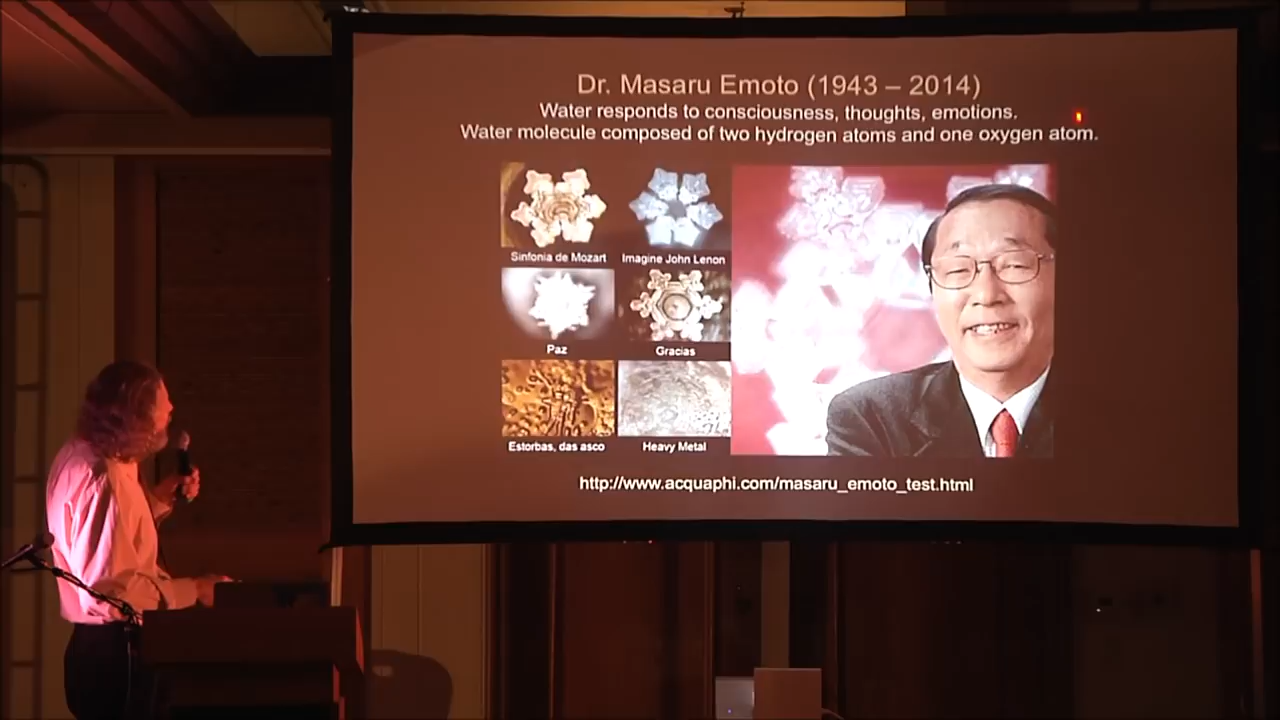 Dr. Masaru Emoto (1943 – 2014)
Water responds to consciousness, thoughts, emotions.
Water molecule composed of two hydrogen atoms and one oxygen atom.
Sinfonia de Mozart
Imagine John Lenon
Paz
Gracias
Estorbas, das asco
Heavy Metal
http://www.acquaphi.com/masaru_emoto_test.html